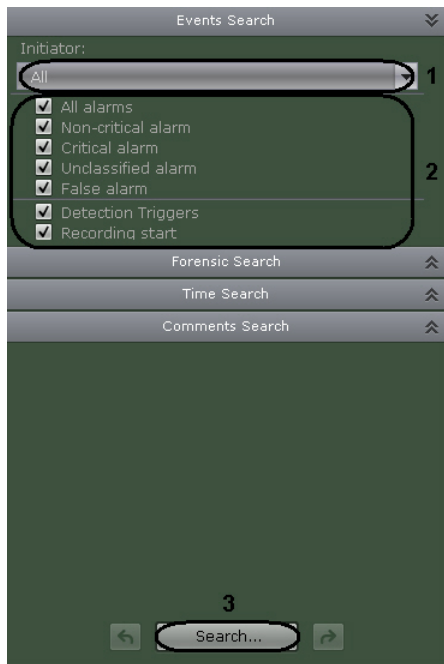 Events Search
Initiator:
All
1
All alarms
Non-critical alarm
Critical alarm
Unclassified alarm
False alarm
2
Detection Triggers
Recording start
Forensic Search
Time Search
Comments Search
3
Search...